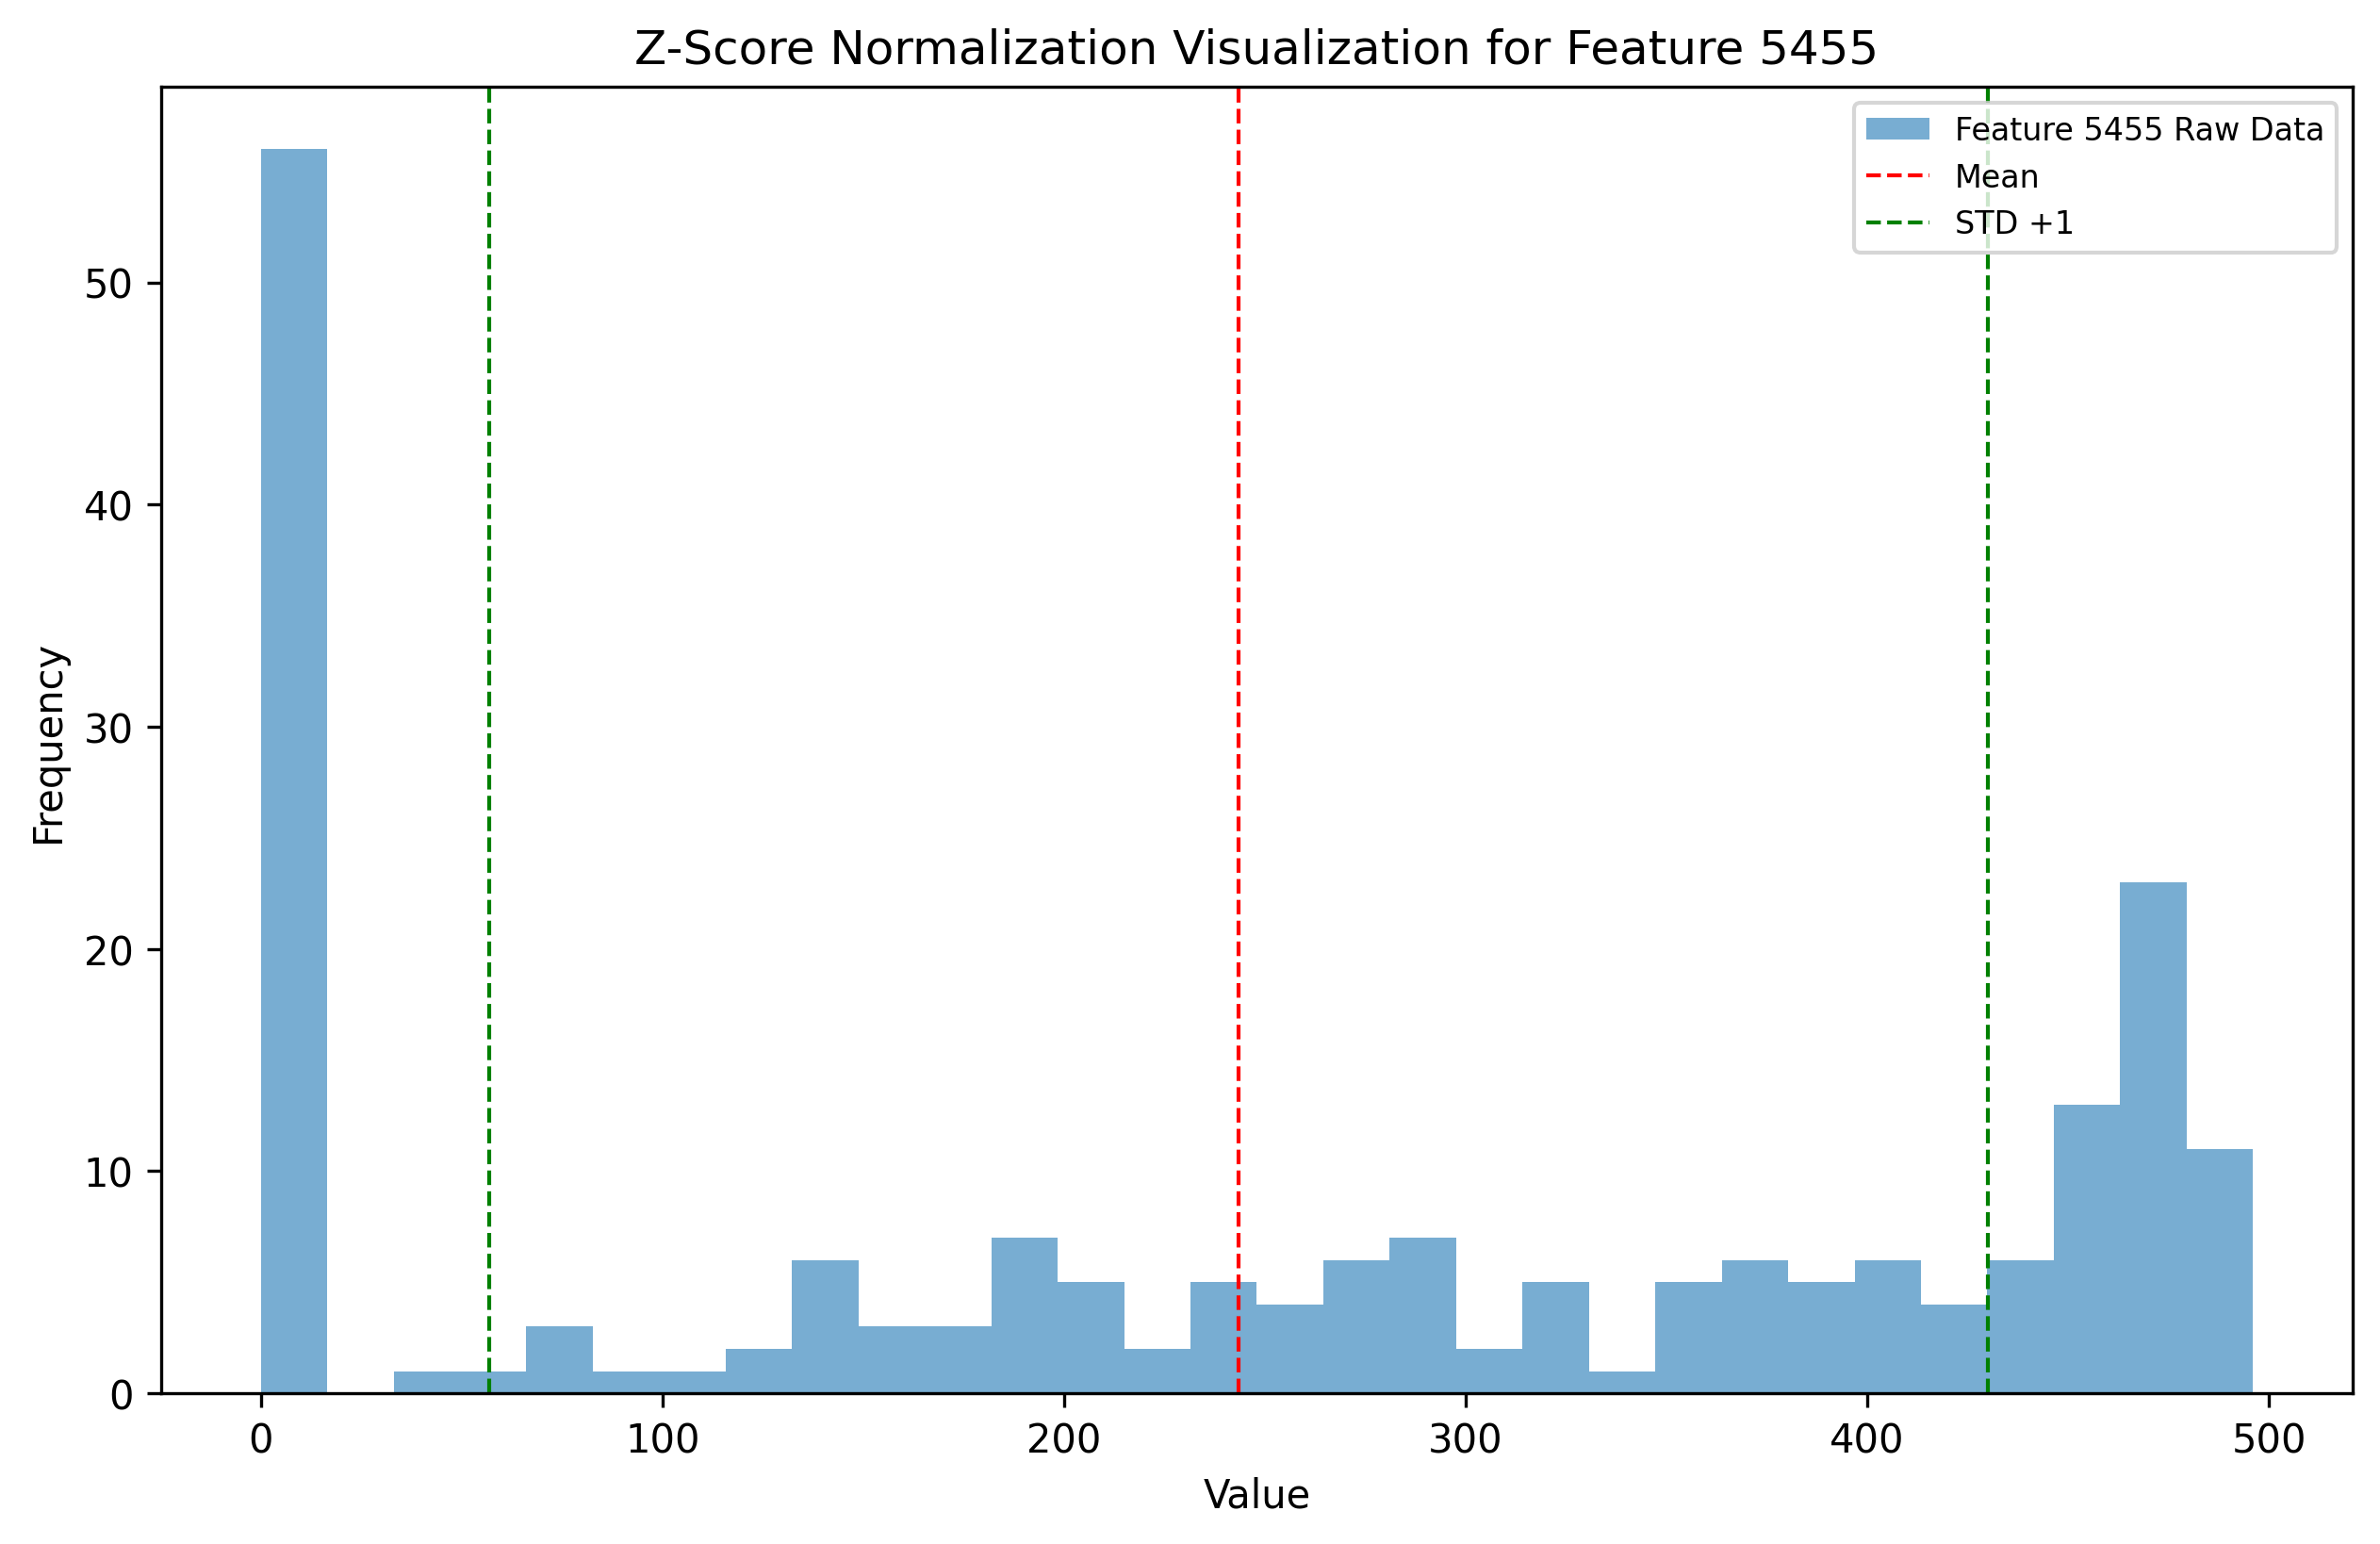 Z-Score Normalization Visualization for Feature 5455
Feature 5455 Raw Data
Mean
STD +1
Frequency
50
40
30
20
10
0
0 100 200 300 400 500
Value